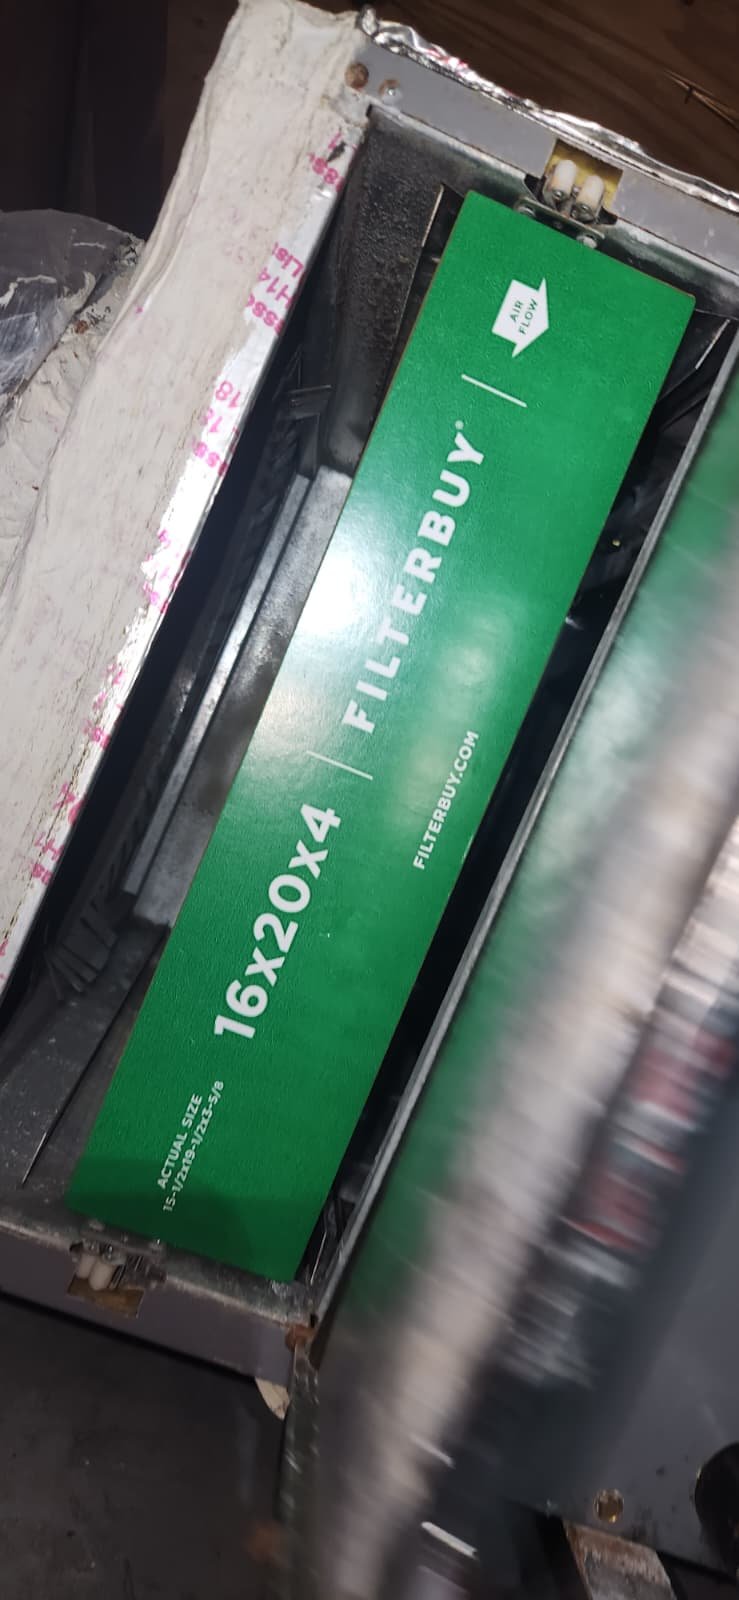 ACTUAL SIZE
15-1/2x19-1/2x3-5/8
16x20x4 | FILTERBUY® |
AIR
FLOW
FILTERBUY.COM